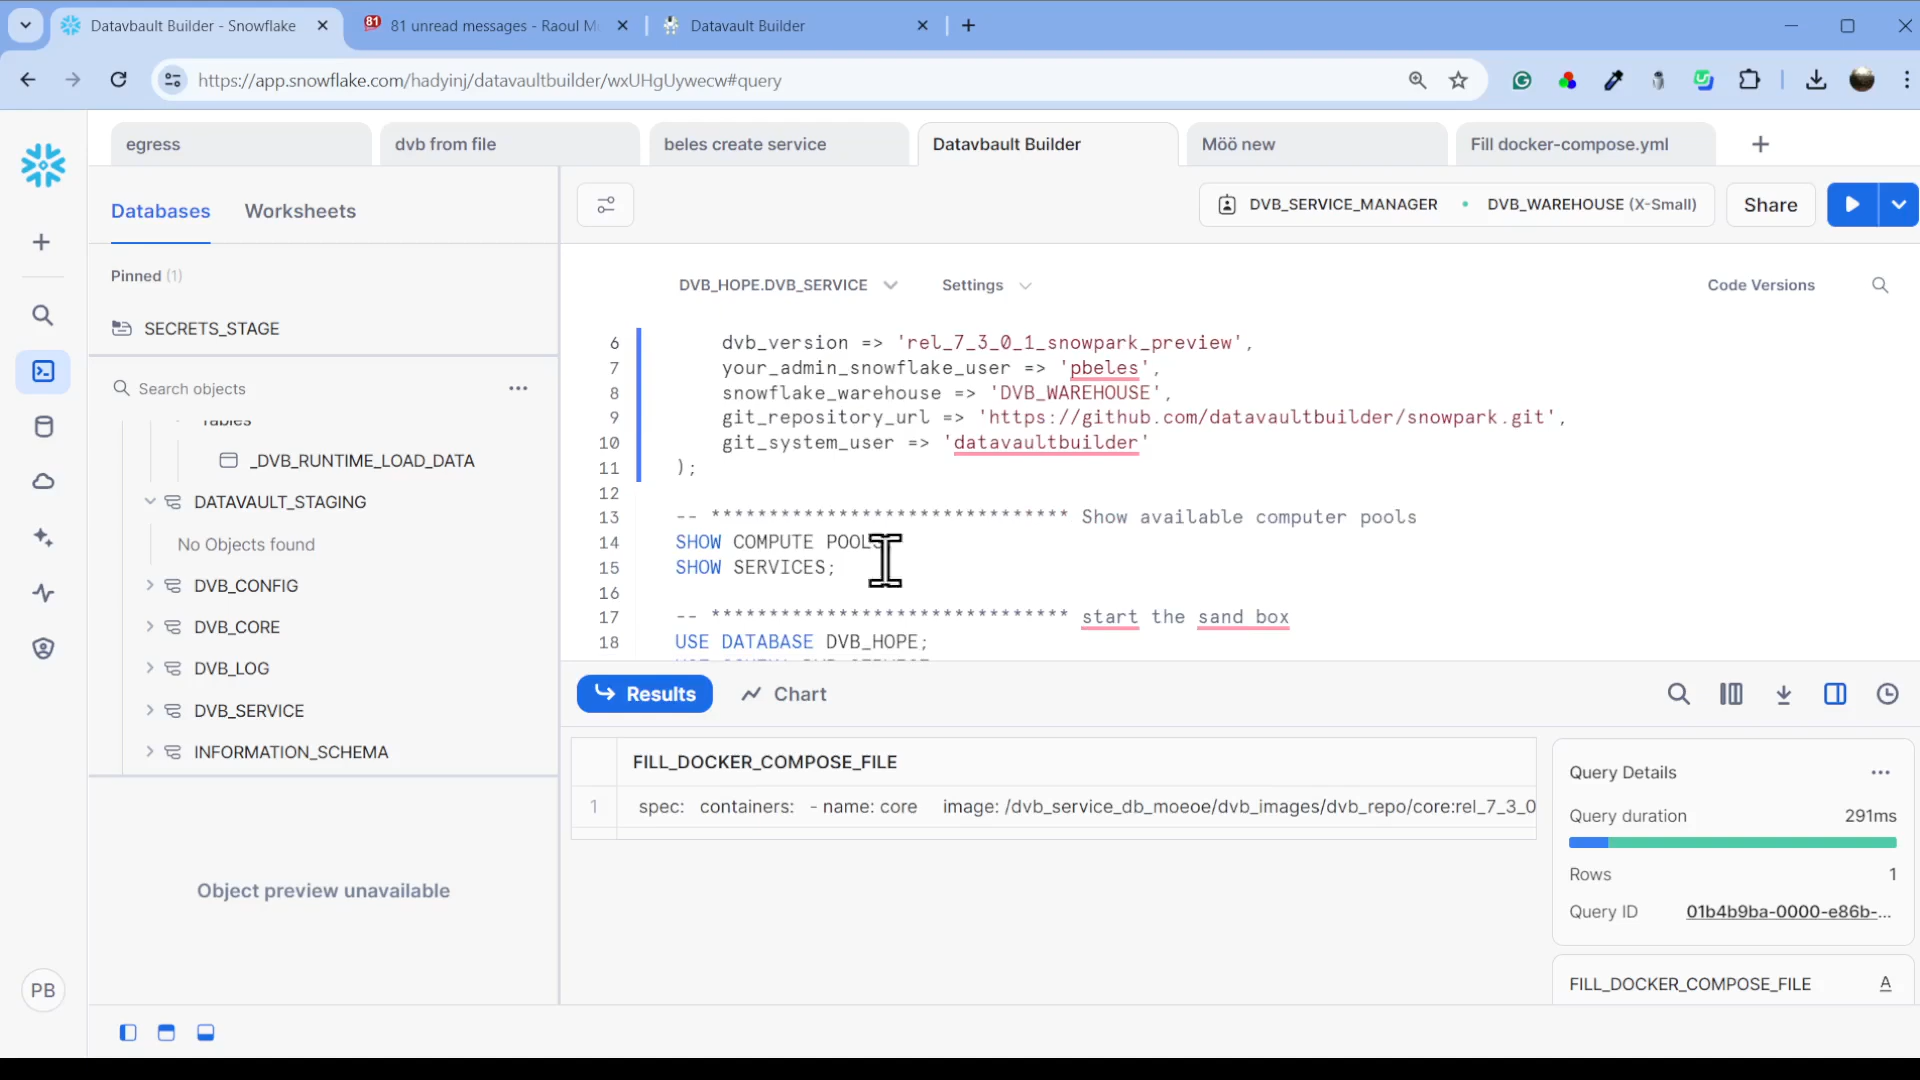 Datavbault Builder - Snowflake
81
81 unread messages - Raoul M
Datavault Builder
https://app.snowflake.com/hadyinj/datavaultbuilder/wxUHgUywecw#query
egress
dvb from file
beles create service
Datavbault Builder
Möö new
Fill docker-compose.yml
Databases
Worksheets
DVB_SERVICE_MANAGER
DVB_WAREHOUSE (X-Small)
Share
Pinned (1)
SECRETS_STAGE
Search objects
Tables
_DVB_RUNTIME_LOAD_DATA
DATAVAULT_STAGING
No Objects found
DVB_CONFIG
DVB_CORE
DVB_LOG
DVB_SERVICE
INFORMATION_SCHEMA
Object preview unavailable
PB
DVB_HOPE.DVB_SERVICE
Settings
Code Versions
6 dvb_version => 'rel_7_3_0_1_snowpark_preview',
7 your_admin_snowflake_user => 'pbeles',
8 snowflake_warehouse => 'DVB_WAREHOUSE',
9 git_repository_url => 'https://github.com/datavaultbuilder/snowpark.git',
10 git_system_user => 'datavaultbuilder'
11 );
12
13 -- ******************************* Show available computer pools
14 SHOW COMPUTE POOLS
15 SHOW SERVICES;
16
17 -- ******************************* start the sand box
18 USE DATABASE DVB_HOPE;
Results
Chart
FILL_DOCKER_COMPOSE_FILE
1 spec: containers: - name: core image: /dvb_service_db_moeoe/dvb_images/dvb_repo/core:rel_7_3_0
Query Details
...
Query duration 291ms
Rows 1
Query ID 01b4b9ba-0000-e86b-...
FILL_DOCKER_COMPOSE_FILE A